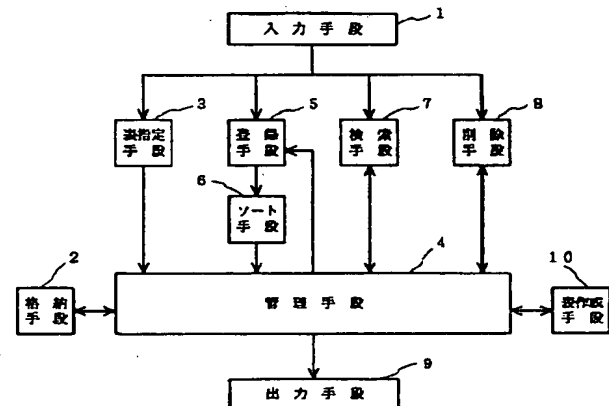 1
入力手段
3
5
7
8
表指定
手段
登録
手段
検索
手段
削除
手段
6
ソート
手段
2
4
10
格納
手段
管理手段
表作成
手段
9
出力手段